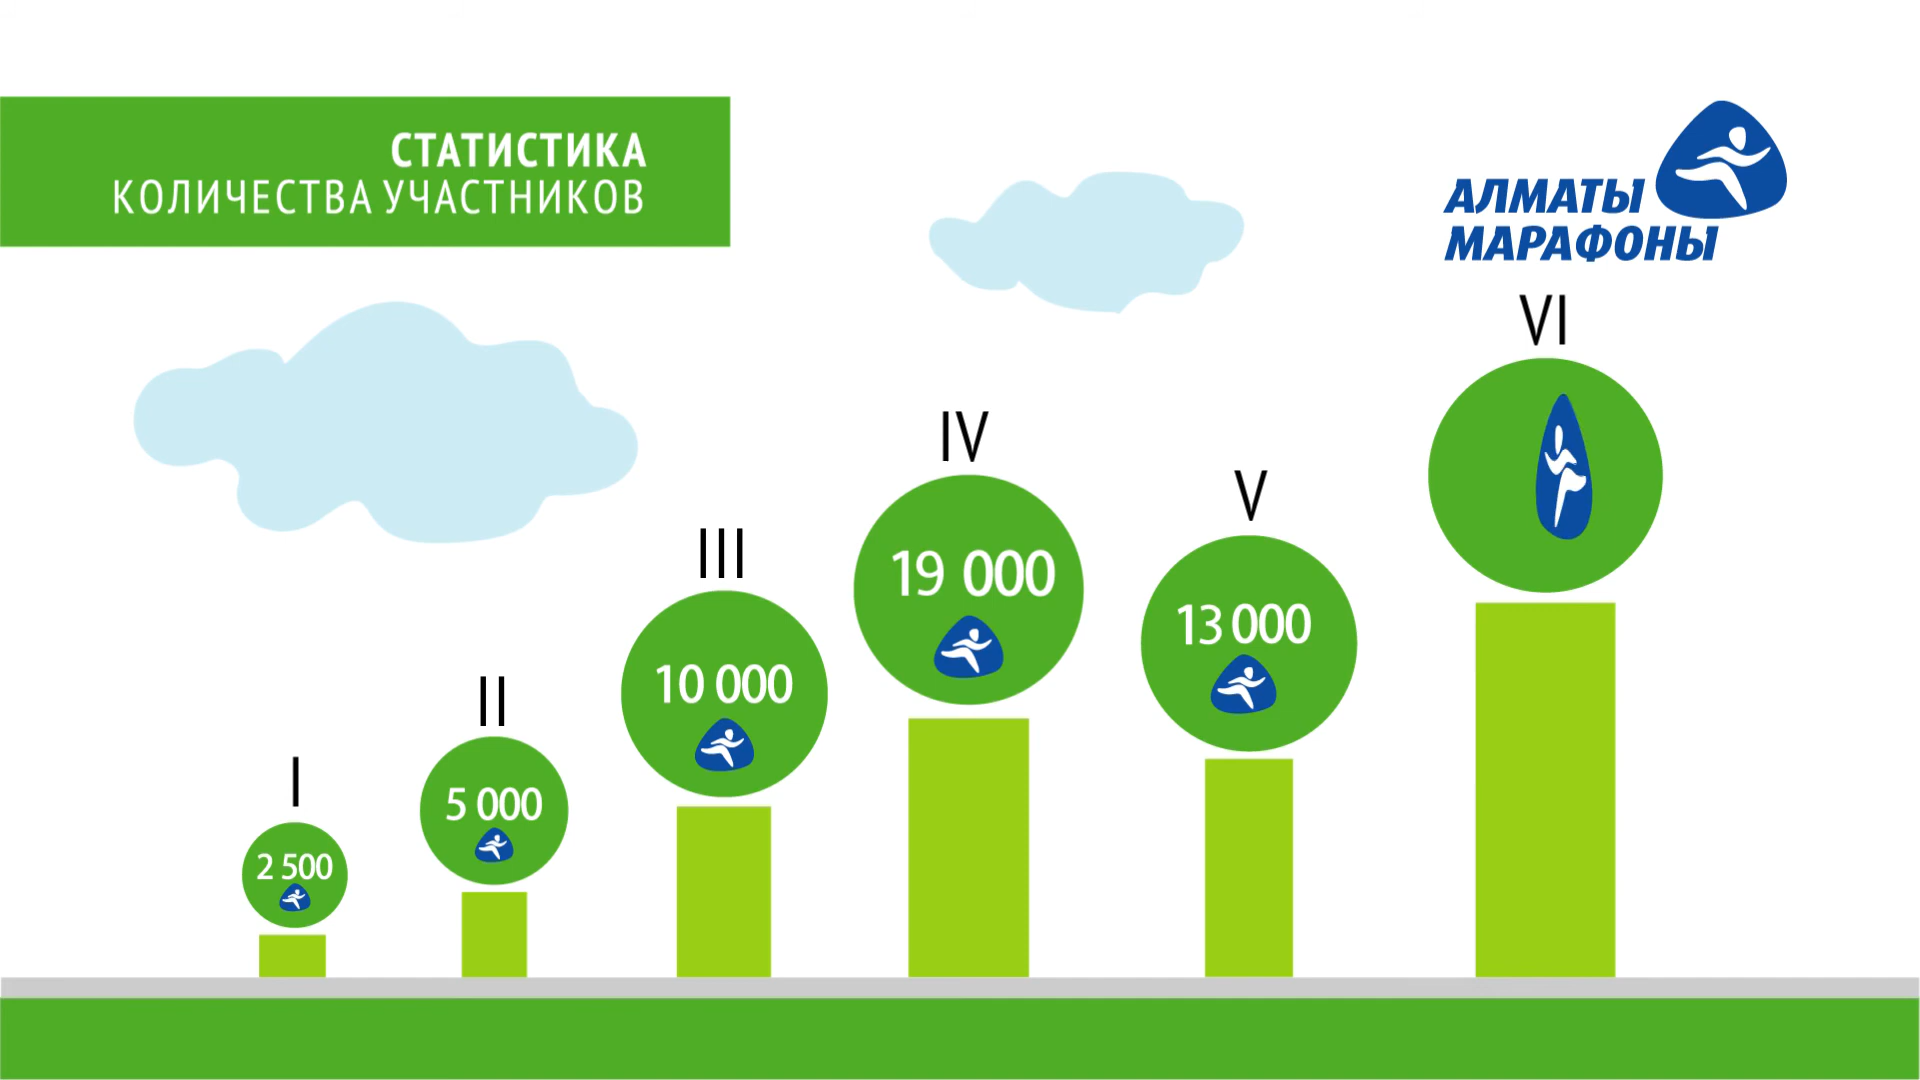 СТАТИСТИКА
КОЛИЧЕСТВА УЧАСТНИКОВ
АЛМАТЫ
МАРАФОНЫ
I
2 500
II
5 000
III
10 000
IV
19 000
V
13 000
VI